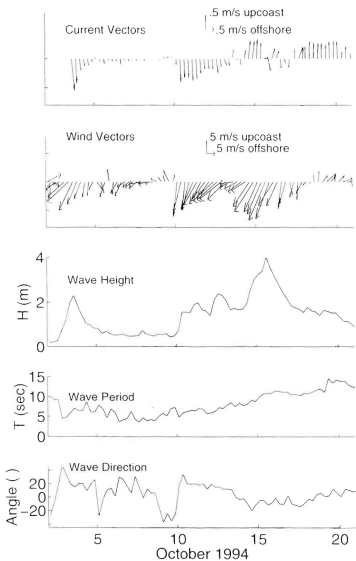 Current Vectors
.5 m/s upcoast
.5 m/s offshore
Wind Vectors
5 m/s upcoast
5 m/s offshore
4
2
0
H (m)
Wave Height
15
10
5
0
T (sec)
Wave Period
20
0
-20
Angle ( )
Wave Direction
5
10
15
20
October 1994